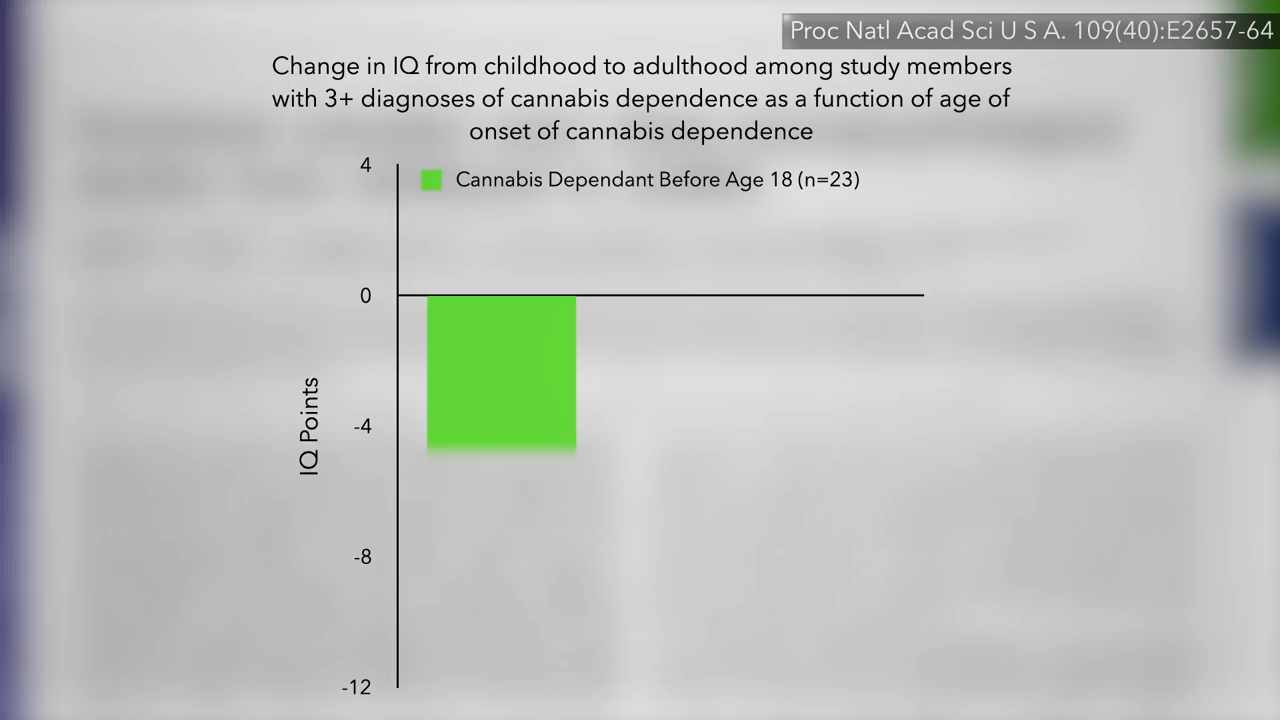 Proc Natl Acad Sci U S A. 109(40):E2657-64
Change in IQ from childhood to adulthood among study members
with 3+ diagnoses of cannabis dependence as a function of age of
onset of cannabis dependence
4
Cannabis Dependant Before Age 18 (n=23)
0
IQ Points
-4
-8
-12